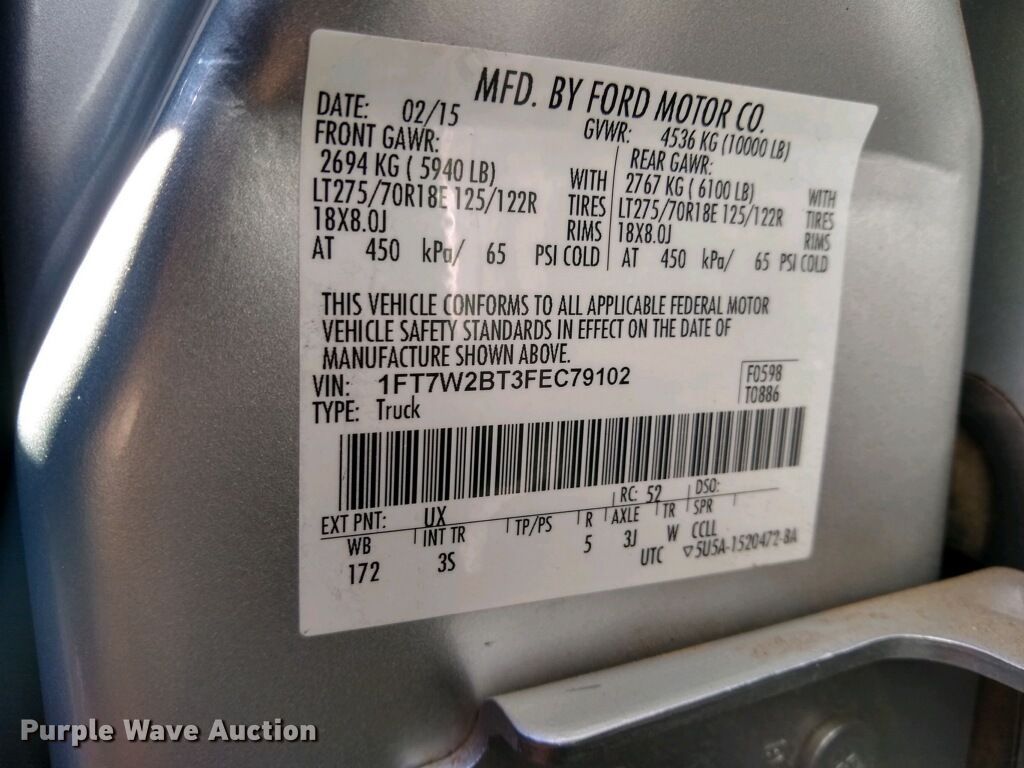 MFD. BY FORD MOTOR CO.
DATE: 02/15 GVWR: 4536 KG (10000 LB)
FRONT GAWR: REAR GAWR:
2694 KG ( 5940 LB) WITH 2767 KG ( 6100 LB) WITH
LT275/70R18E 125/122R TIRES LT275/70R18E 125/122R TIRES
18X8.0J RIMS 18X8.0J RIMS
AT 450 kPa/ 65 PSI COLD AT 450 kPa/ 65 PSI COLD
THIS VEHICLE CONFORMS TO ALL APPLICABLE FEDERAL MOTOR
VEHICLE SAFETY STANDARDS IN EFFECT ON THE DATE OF
MANUFACTURE SHOWN ABOVE.
VIN: 1FT7W2BT3FEC79102 F0598
TYPE: Truck T0886
EXT PNT: UX RC: 52 DSO:
WB INT TR TP/PS R AXLE TR SPR
172 3S 5 3J W CCLL
UTC ▽5U5A-1520472-BA
Purple Wave Auction